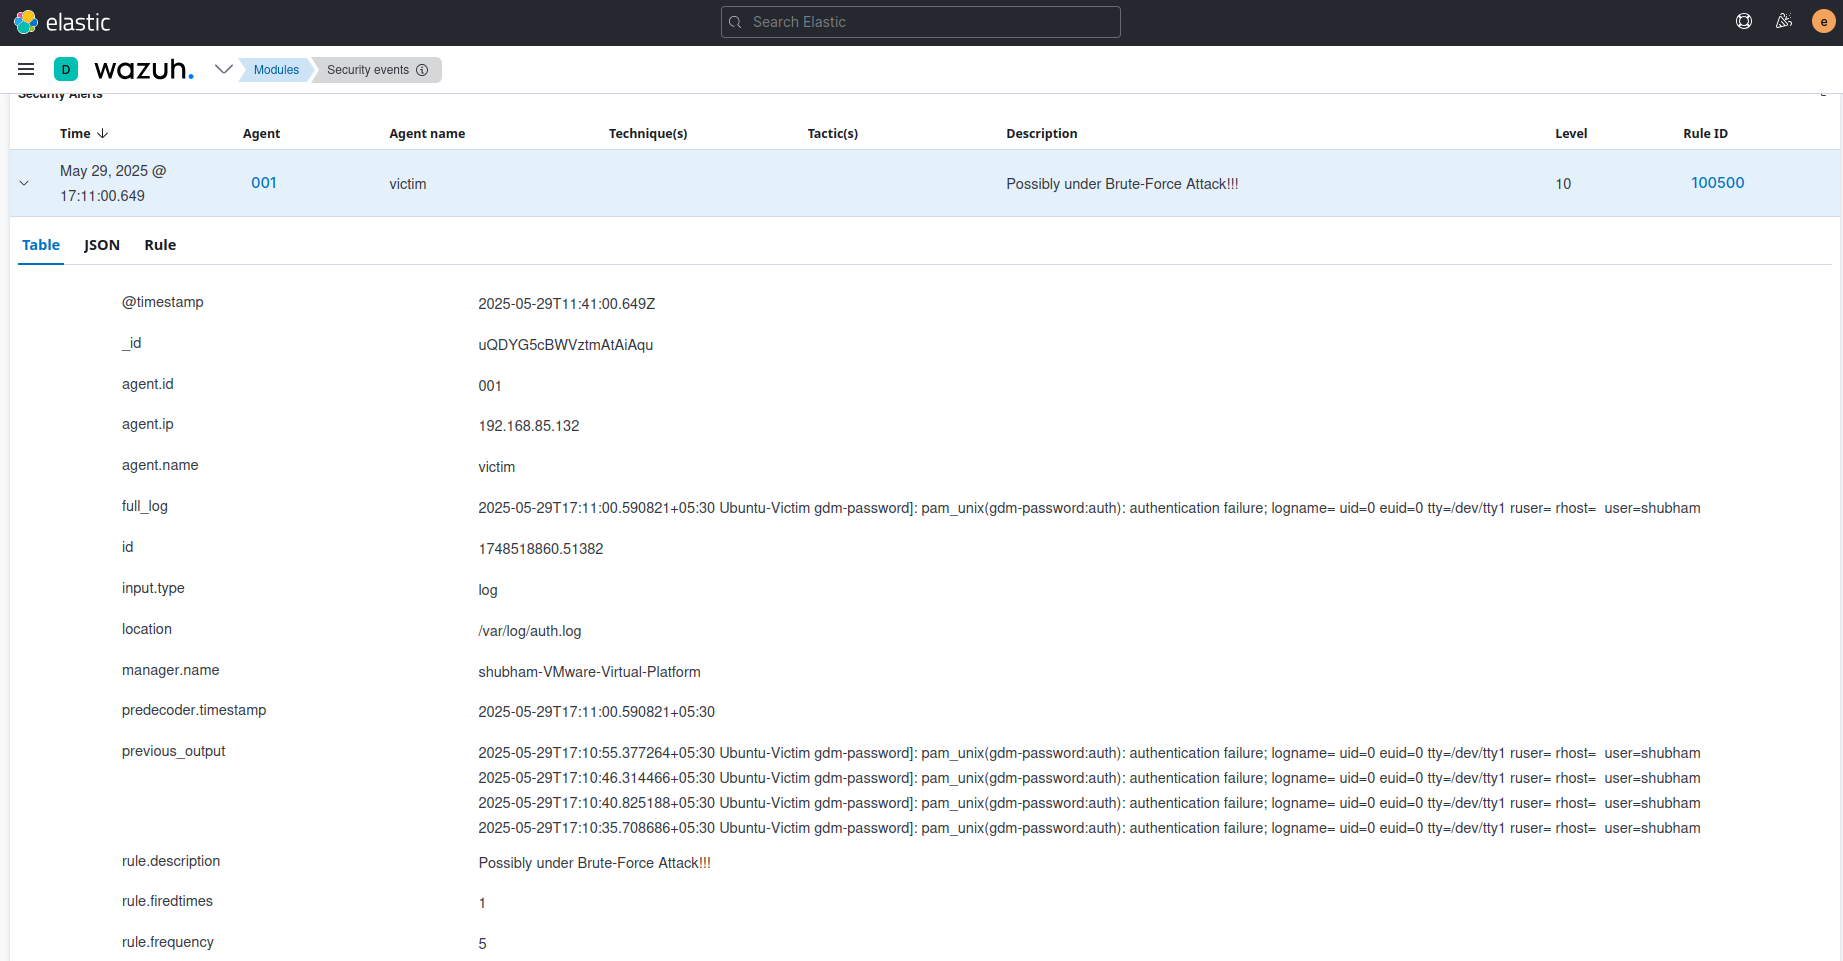 elastic
Search Elastic
e
D
wazuh.
Modules
Security events
Security Alerts
Time Agent Agent name Technique(s) Tactic(s) Description Level Rule ID
May 29, 2025 @
17:11:00.649
001 victim Possibly under Brute-Force Attack!!! 10 100500
Table JSON Rule
@timestamp 2025-05-29T11:41:00.649Z
_id uQDYG5cBWVztmAtAiAqu
agent.id 001
agent.ip 192.168.85.132
agent.name victim
full_log 2025-05-29T17:11:00.590821+05:30 Ubuntu-Victim gdm-password]: pam_unix(gdm-password:auth): authentication failure; logname= uid=0 euid=0 tty=/dev/tty1 ruser= rhost=  user=shubham
id 1748518860.51382
input.type log
location /var/log/auth.log
manager.name shubham-VMware-Virtual-Platform
predecoder.timestamp 2025-05-29T17:11:00.590821+05:30
previous_output 2025-05-29T17:10:55.377264+05:30 Ubuntu-Victim gdm-password]: pam_unix(gdm-password:auth): authentication failure; logname= uid=0 euid=0 tty=/dev/tty1 ruser= rhost=  user=shubham
2025-05-29T17:10:46.314466+05:30 Ubuntu-Victim gdm-password]: pam_unix(gdm-password:auth): authentication failure; logname= uid=0 euid=0 tty=/dev/tty1 ruser= rhost=  user=shubham
2025-05-29T17:10:40.825188+05:30 Ubuntu-Victim gdm-password]: pam_unix(gdm-password:auth): authentication failure; logname= uid=0 euid=0 tty=/dev/tty1 ruser= rhost=  user=shubham
2025-05-29T17:10:35.708686+05:30 Ubuntu-Victim gdm-password]: pam_unix(gdm-password:auth): authentication failure; logname= uid=0 euid=0 tty=/dev/tty1 ruser= rhost=  user=shubham
rule.description Possibly under Brute-Force Attack!!!
rule.firedtimes 1
rule.frequency 5